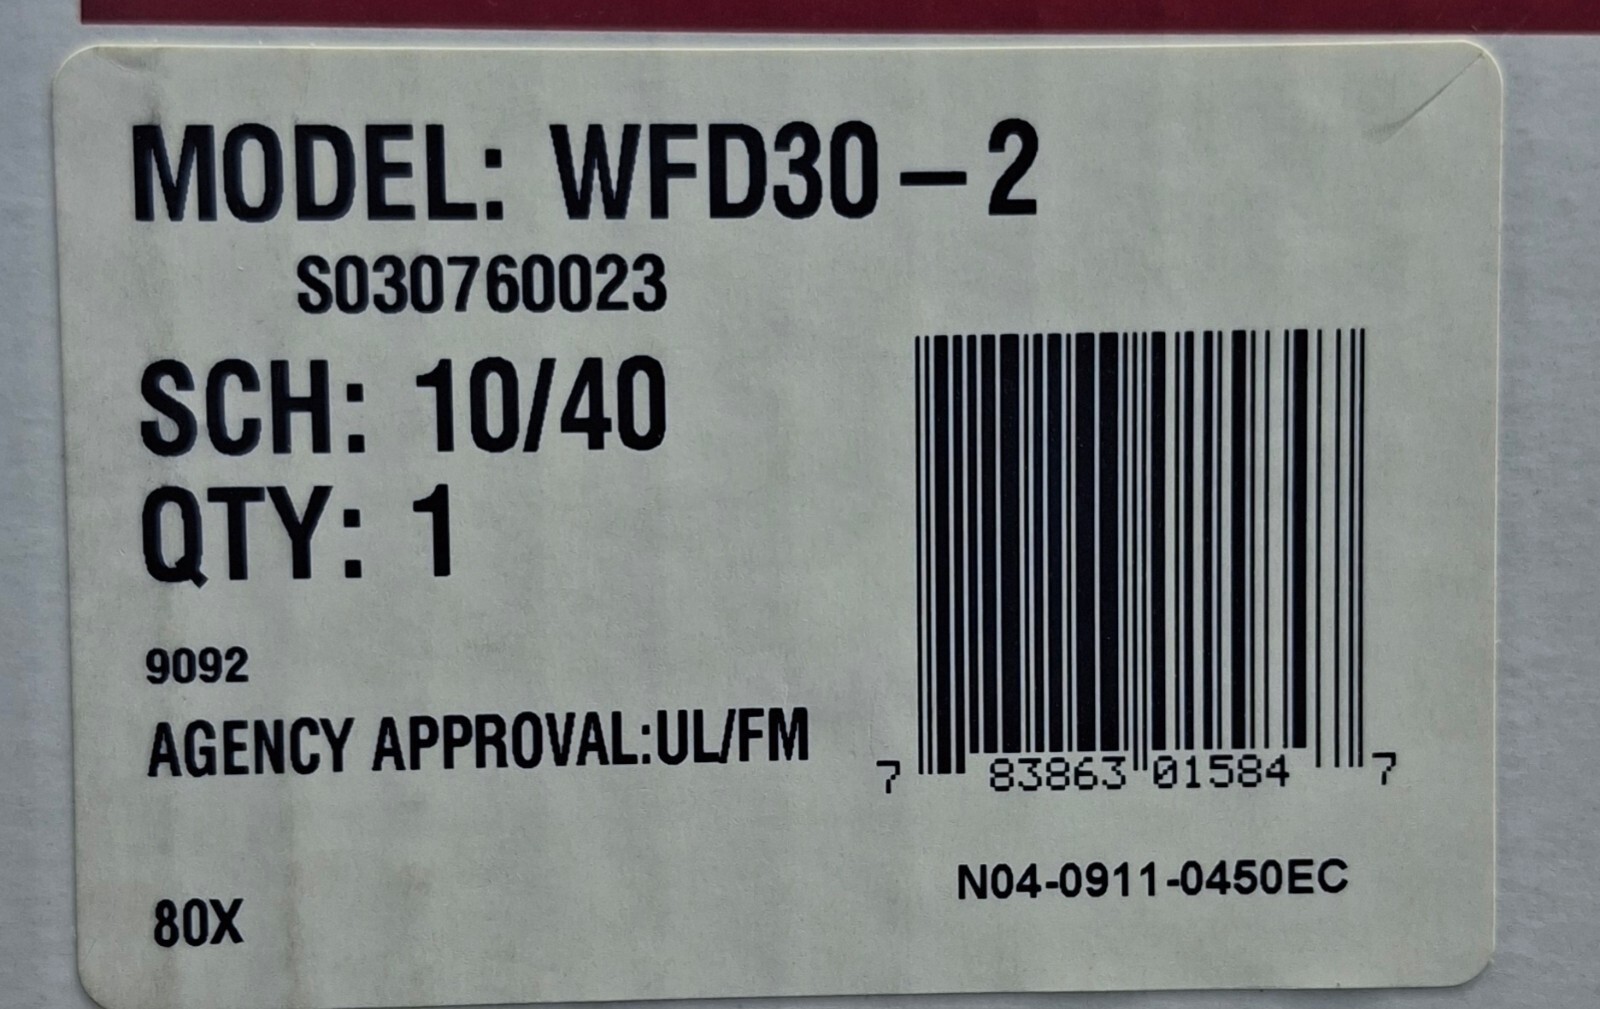 MODEL: WFD30-2
S030760023
SCH: 10/40
QTY: 1
9092
AGENCY APPROVAL:UL/FM
7 83863 01584 7
N04-0911-0450EC
80X